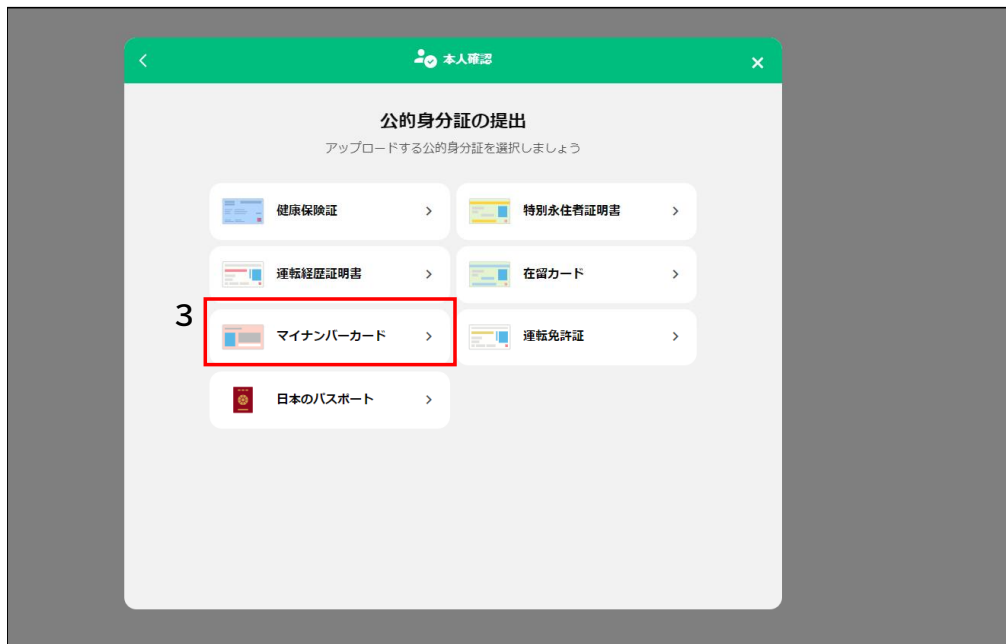 本人確認
公的身分証の提出
アップロードする公的身分証を選択しましょう
健康保険証
特別永住者証明書
運転経歴証明書
在留カード
3
マイナンバーカード
運転免許証
日本のパスポート